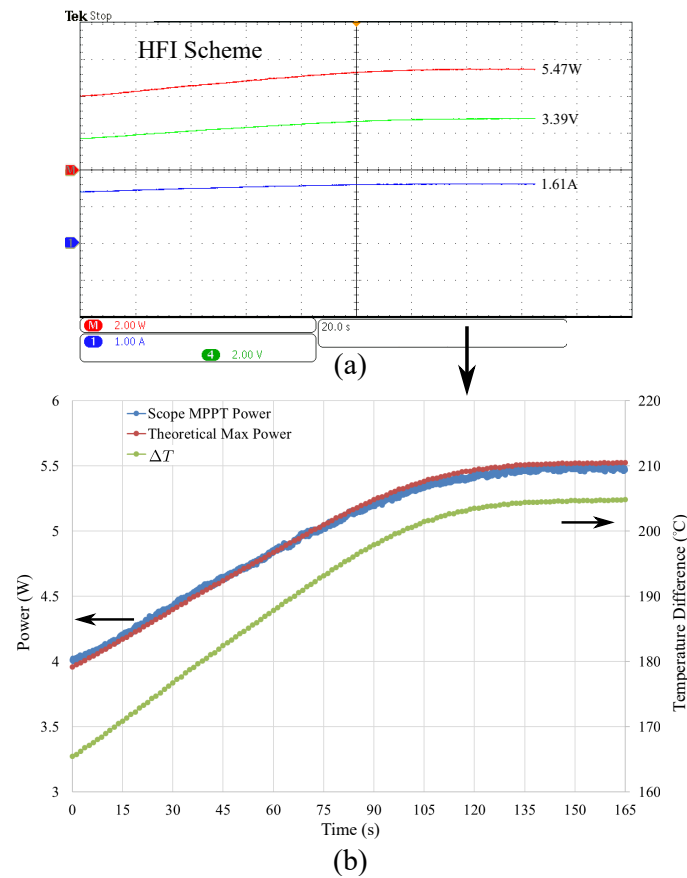 Tek Stop
HFI Scheme
5.47W
3.39V
1.61A
M
1
M 2.00 W
20.0 s
1 1.00 A
4 2.00 V
(a)
6
5.5
5
4.5
4
3.5
3
Power (W)
Scope MPPT Power
Theoretical Max Power
ΔT
220
210
200
190
180
170
160
Temperature Difference (℃)
0 15 30 45 60 75 90 105 120 135 150 165
Time (s)
(b)